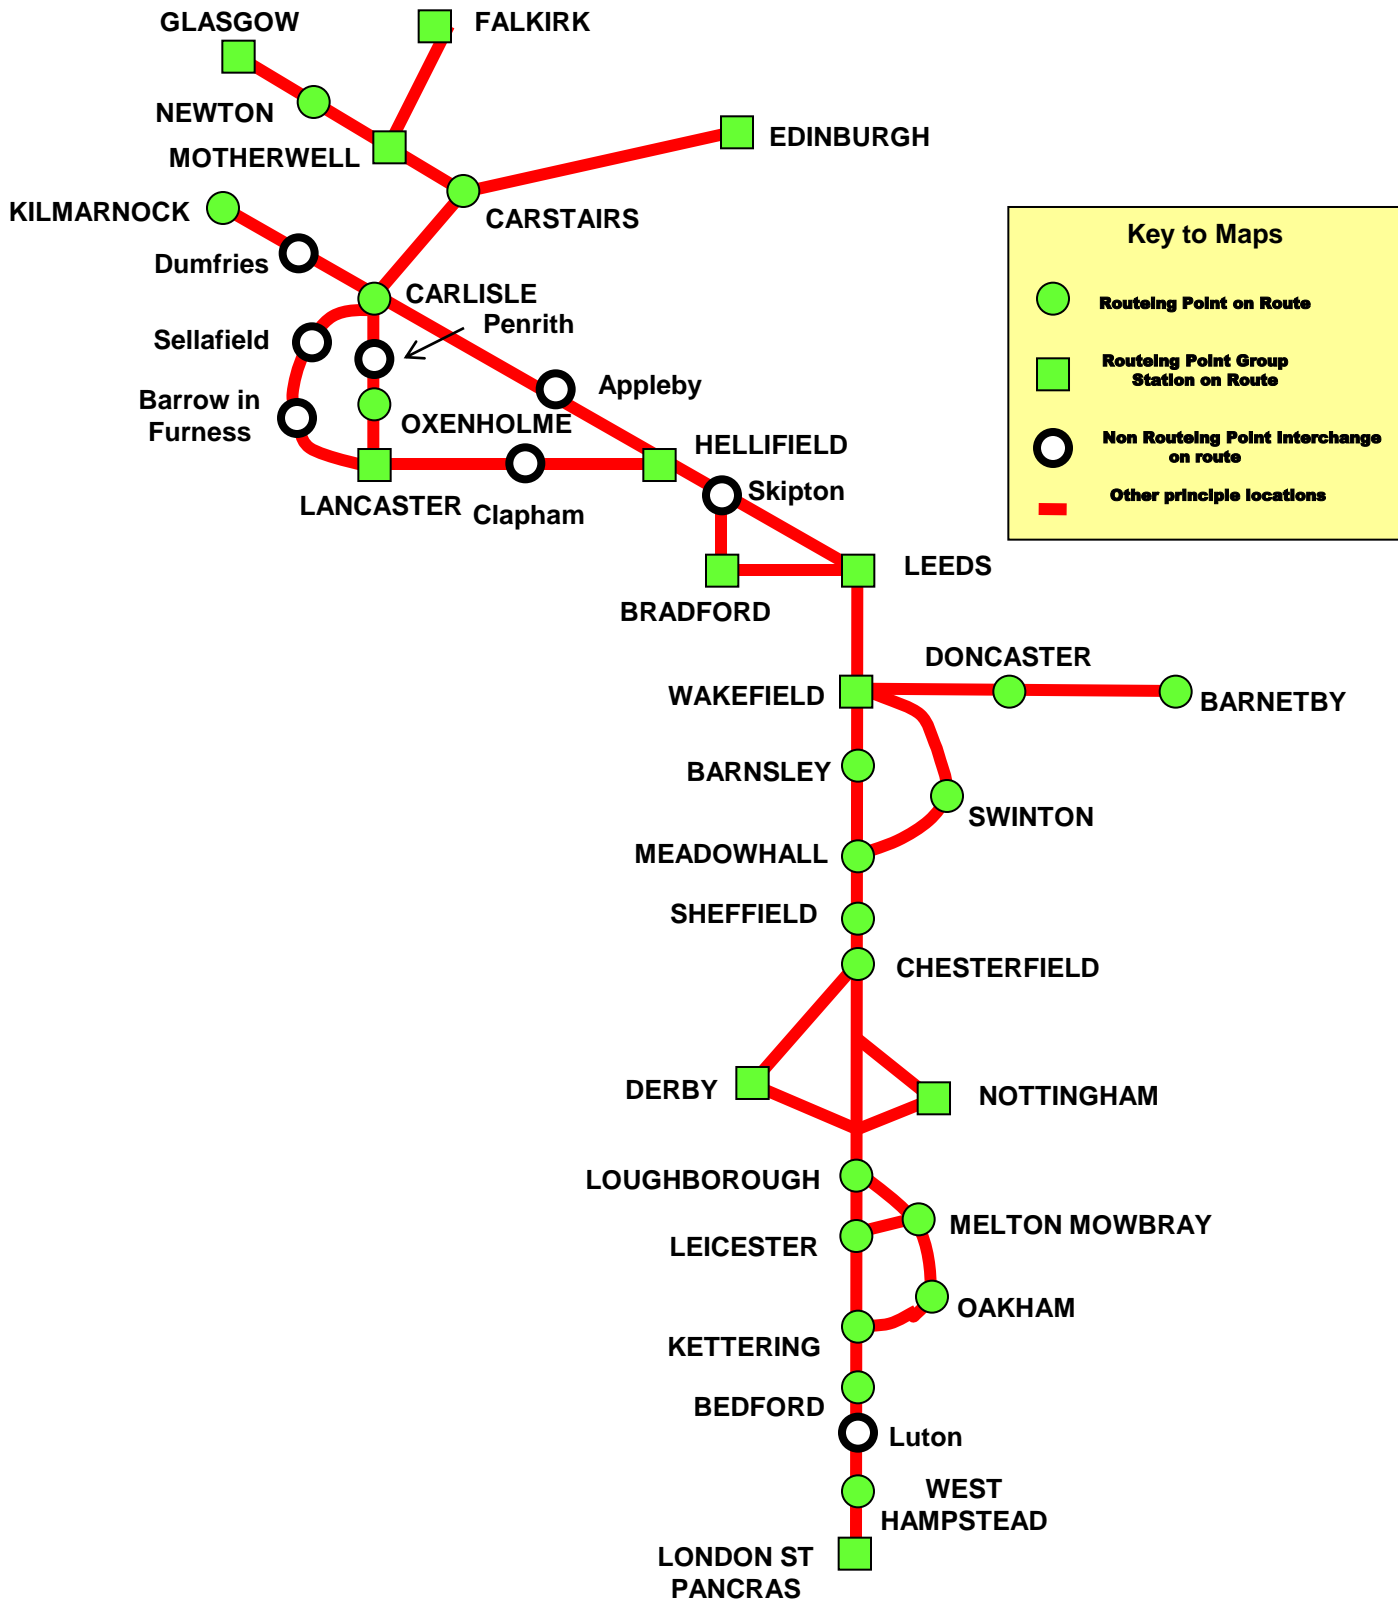 GLASGOW
FALKIRK
NEWTON
EDINBURGH
MOTHERWELL
KILMARNOCK
CARSTAIRS
Key to Maps
Dumfries
CARLISLE
Routeing Point on Route
Penrith
Sellafield
Routeing Point Group
Station on Route
Appleby
Barrow in
Furness
OXENHOLME
HELLIFIELD
Non Routeing Point Interchange
on route
Skipton
LANCASTER
Clapham
Other principle locations
LEEDS
BRADFORD
DONCASTER
WAKEFIELD
BARNETBY
BARNSLEY
SWINTON
MEADOWHALL
SHEFFIELD
CHESTERFIELD
DERBY
NOTTINGHAM
LOUGHBOROUGH
MELTON MOWBRAY
LEICESTER
OAKHAM
KETTERING
BEDFORD
Luton
WEST
HAMPSTEAD
LONDON ST
PANCRAS